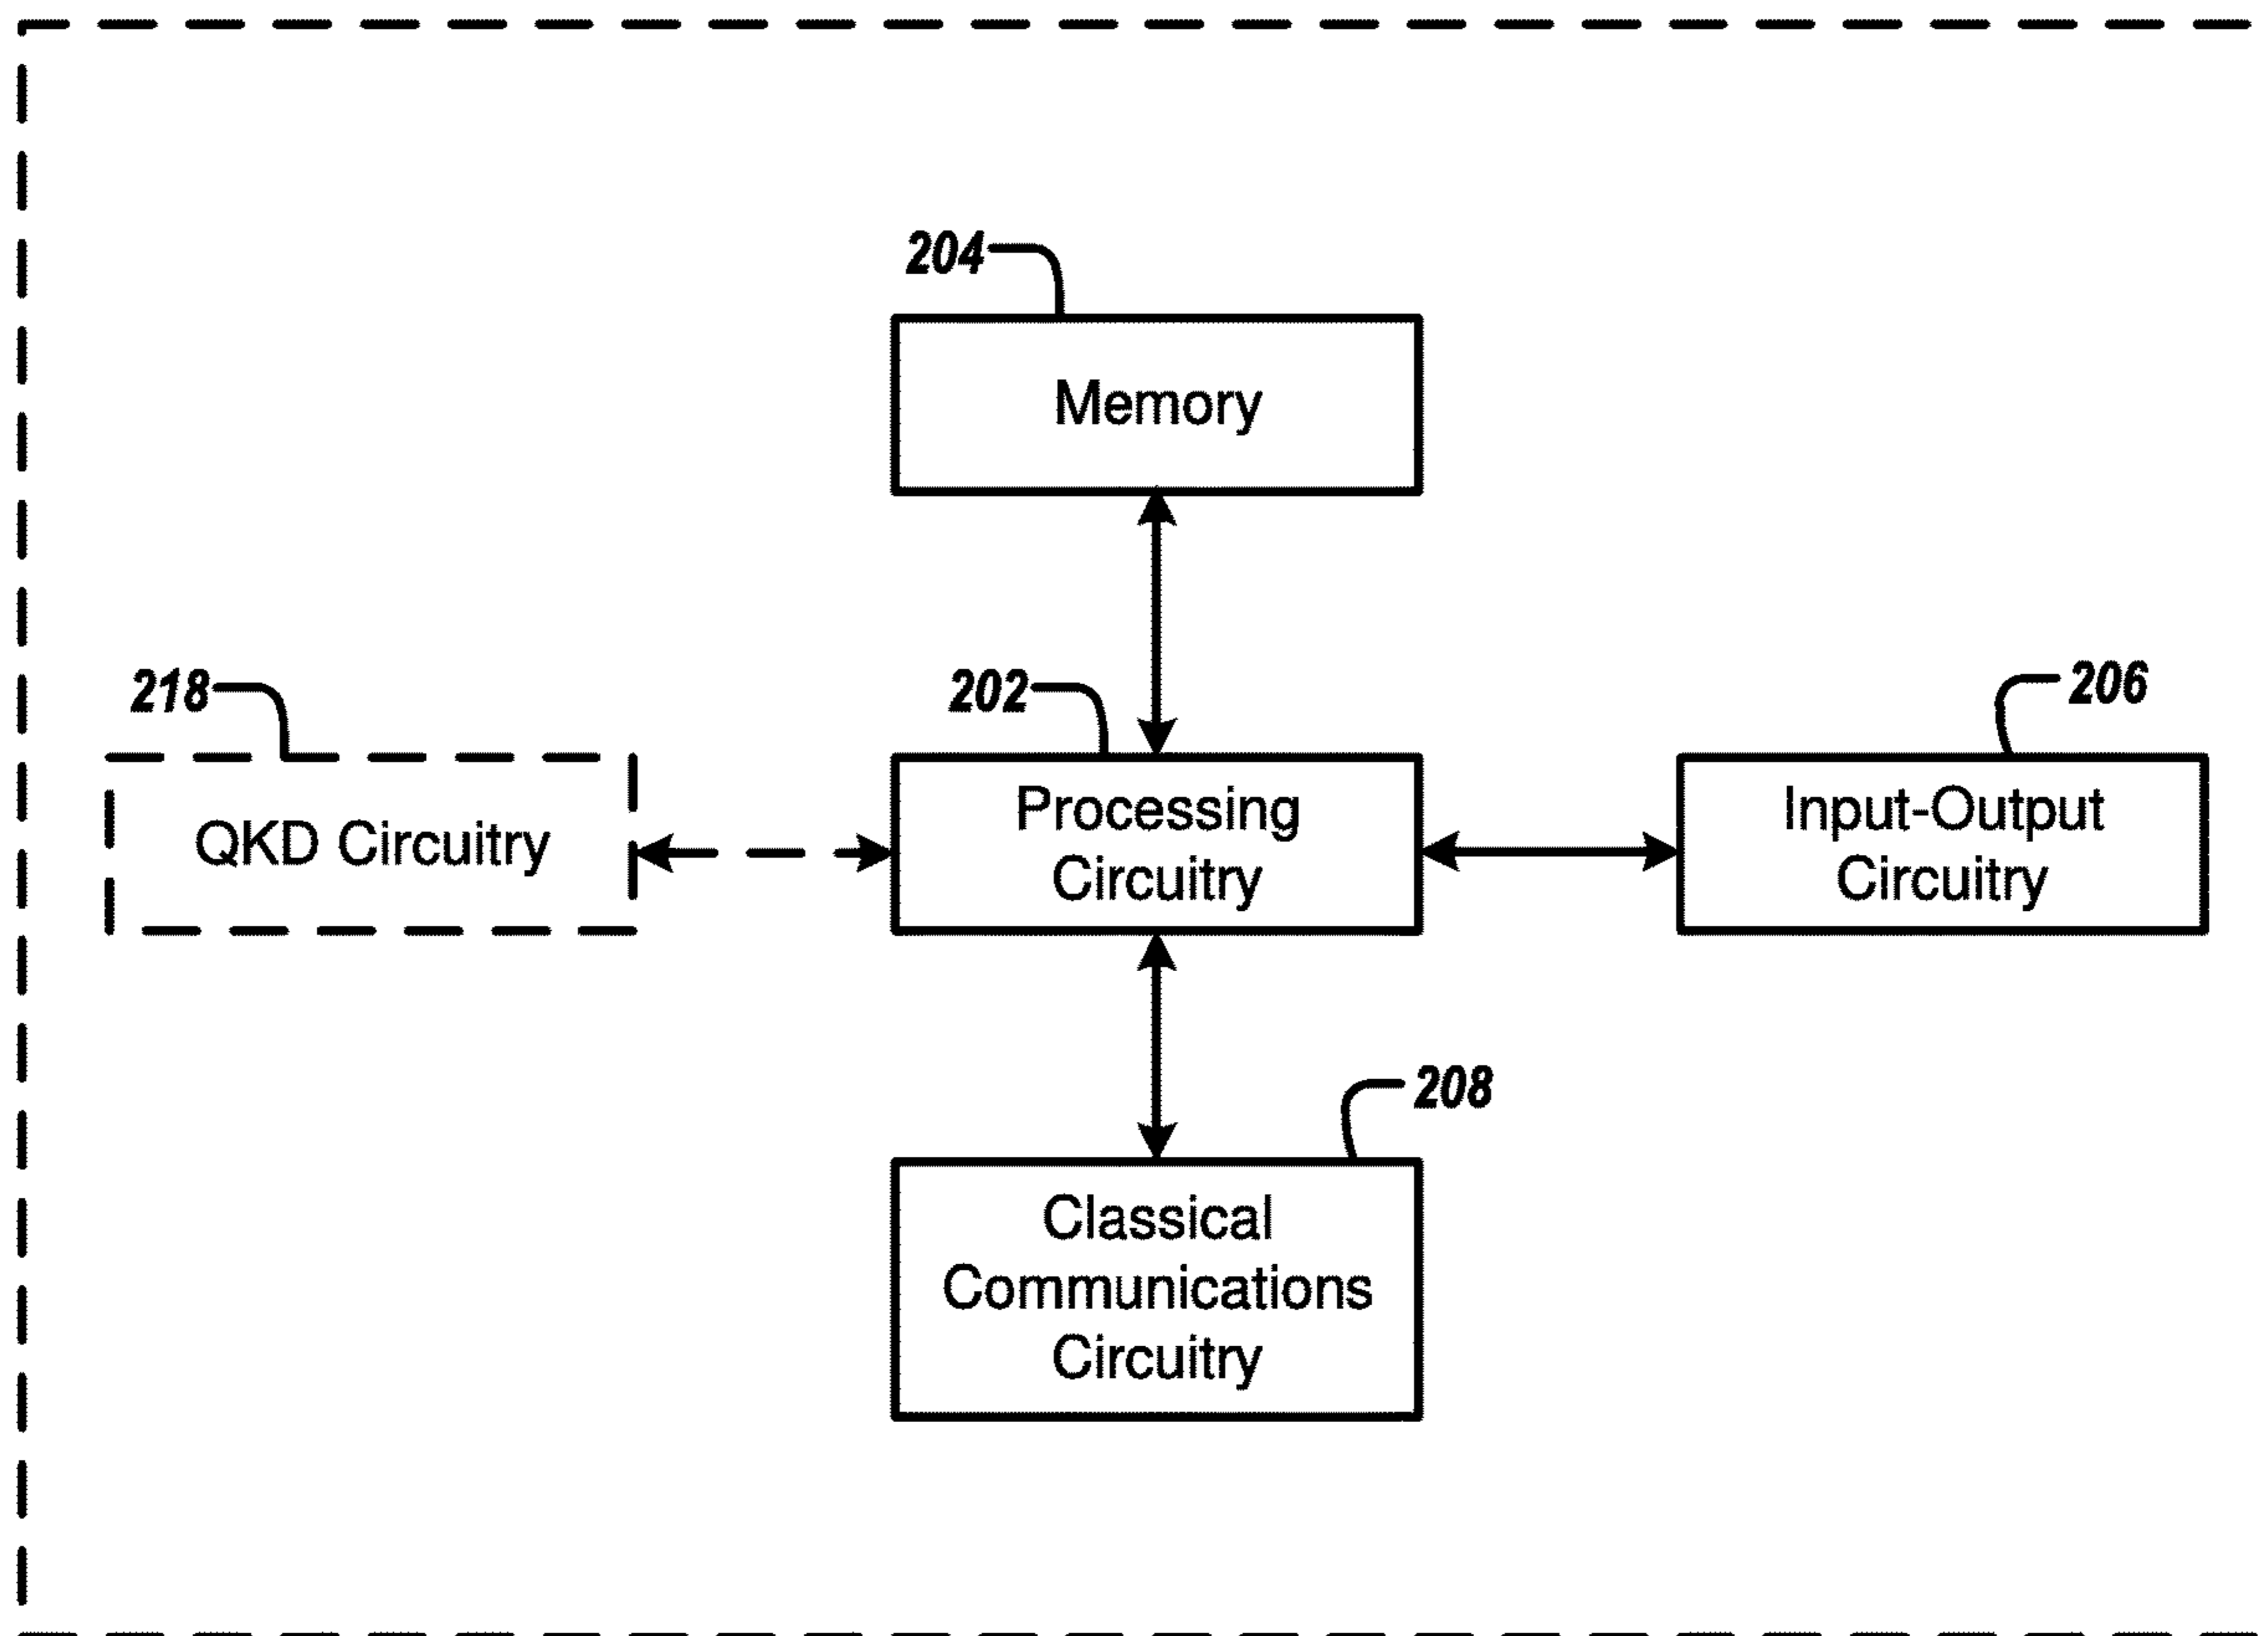 204
Memory
218
202
206
QKD Circuitry
Processing
Circuitry
Input-Output
Circuitry
208
Classical
Communications
Circuitry